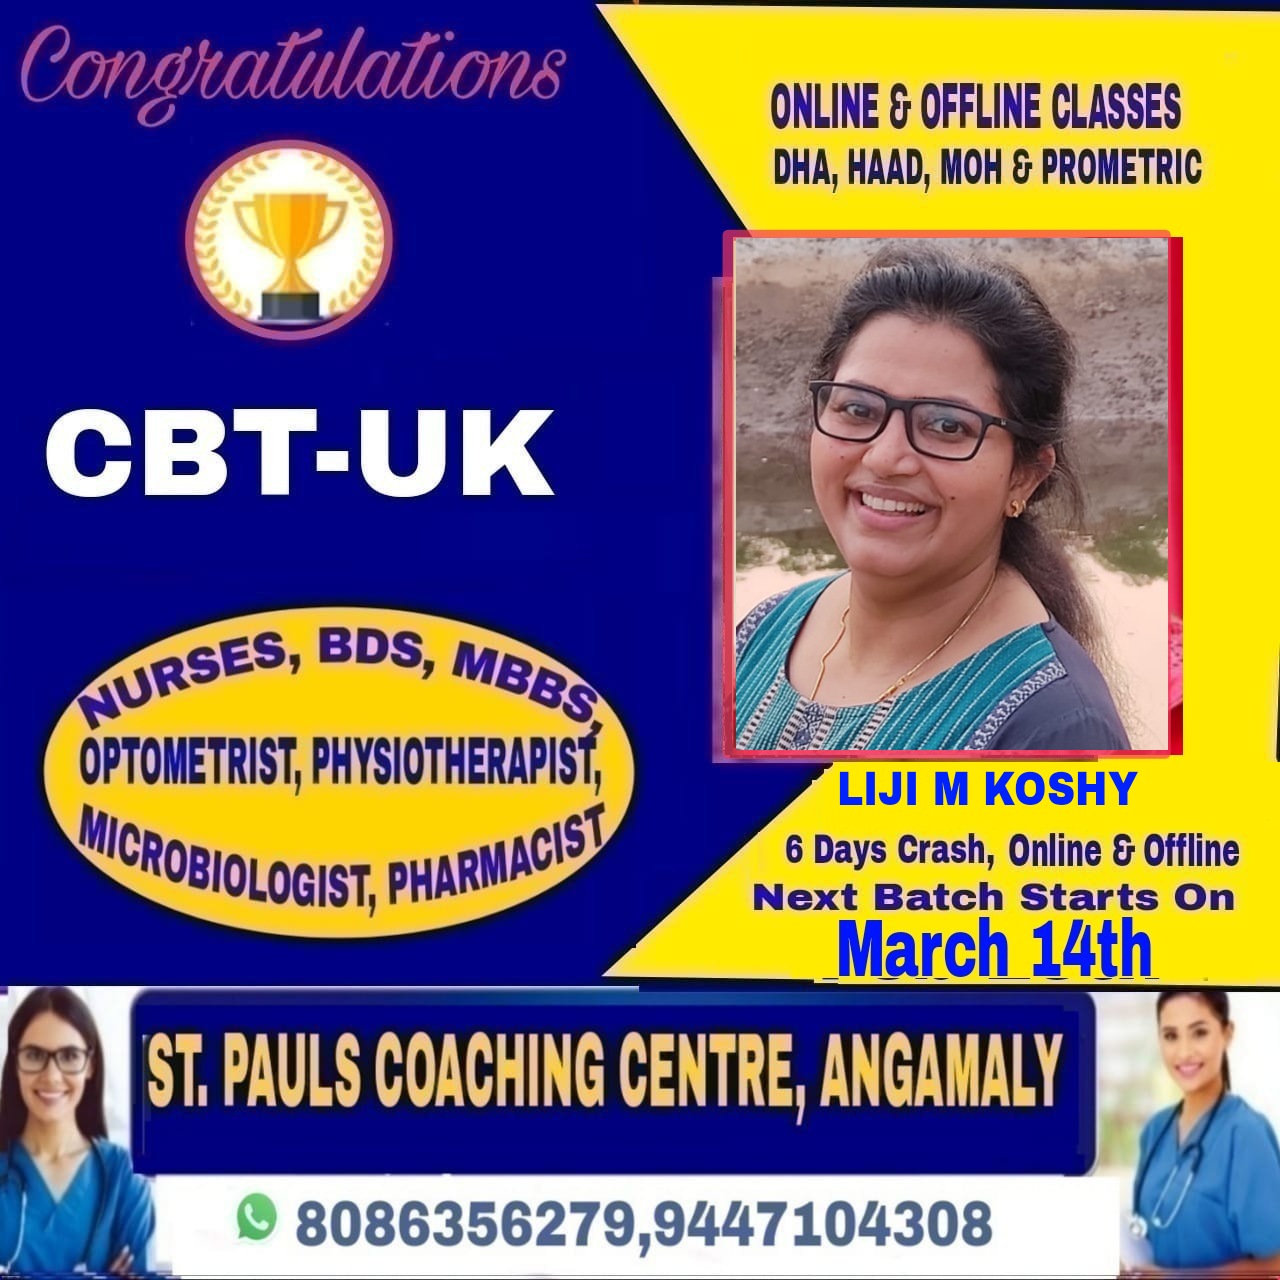 Congratulations
CBT-UK
NURSES, BDS, MBBS,
OPTOMETRIST, PHYSIOTHERAPIST,
MICROBIOLOGIST, PHARMACIST
ONLINE & OFFLINE CLASSES
DHA, HAAD, MOH & PROMETRIC
LIJI M KOSHY
6 Days Crash, Online & Offline
Next Batch Starts On
March 14th
ST. PAULS COACHING CENTRE, ANGAMALY
8086356279,9447104308